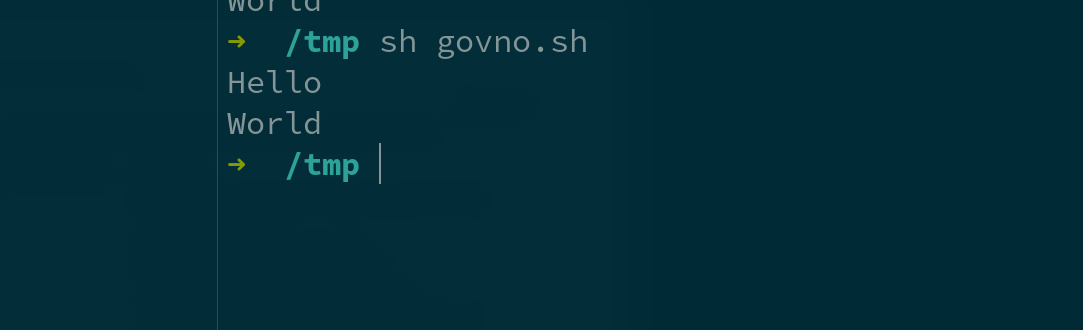 World
➜  /tmp sh govno.sh
Hello
World
➜  /tmp